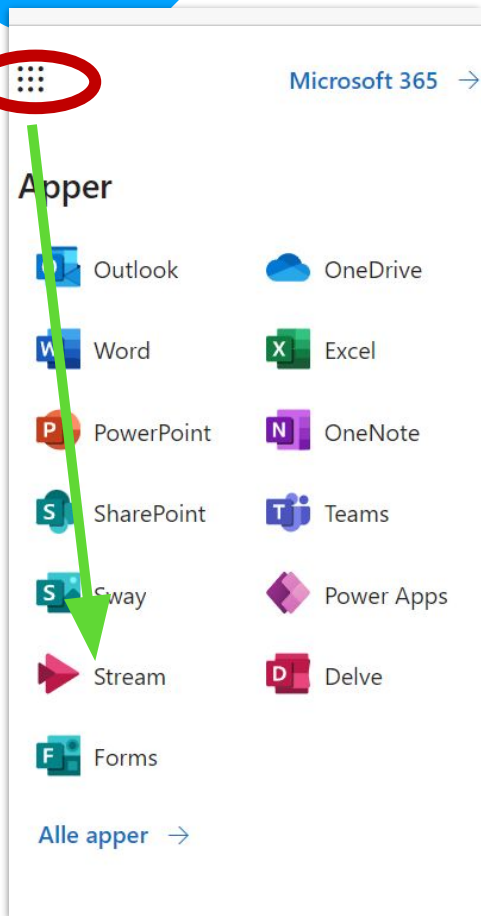 Microsoft 365 →
Apper
Outlook OneDrive
Word Excel
PowerPoint OneNote
SharePoint Teams
Sway Power Apps
Stream Delve
Forms
Alle apper →